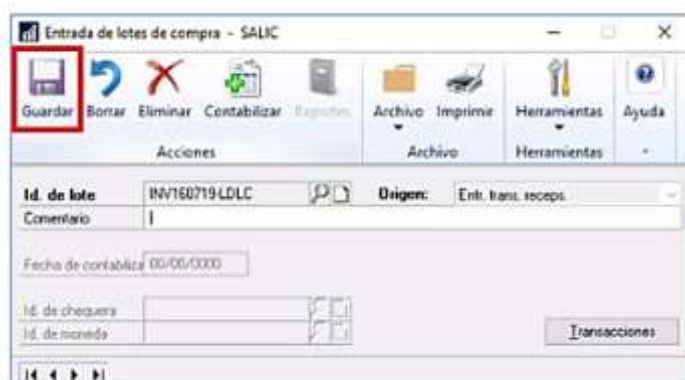 Entrada de lotes de compra - SALIC
Guardar Borrar Eliminar Contabilizar Reportes Archivo Imprimir Herramientas Ayuda
Acciones Archivo Herramientas
Id. de lote INV160719-LDLC Origen: Entr. trans. receps.
Comentario
Fecha de contabiliza 00/00/0000
Id. de chequera
Id. de moneda Transacciones